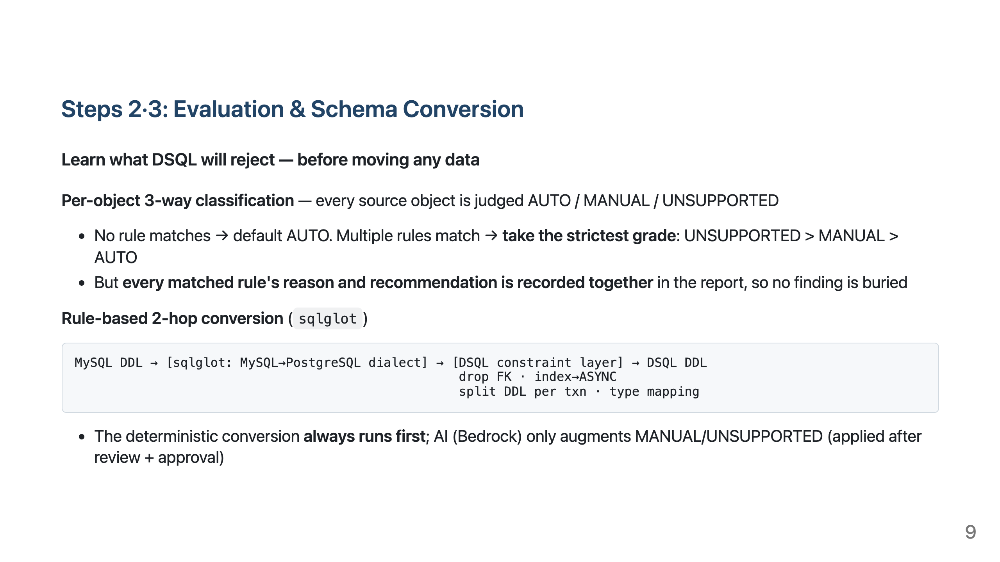 Steps 2·3: Evaluation & Schema Conversion
Learn what DSQL will reject — before moving any data
Per-object 3-way classification — every source object is judged AUTO / MANUAL / UNSUPPORTED
• No rule matches → default AUTO. Multiple rules match → take the strictest grade: UNSUPPORTED > MANUAL >
AUTO
• But every matched rule's reason and recommendation is recorded together in the report, so no finding is buried
Rule-based 2-hop conversion (sqlglot)
MySQL DDL → [sqlglot: MySQL→PostgreSQL dialect] → [DSQL constraint layer] → DSQL DDL
drop FK · index→ASYNC
split DDL per txn · type mapping
• The deterministic conversion always runs first; AI (Bedrock) only augments MANUAL/UNSUPPORTED (applied after
review + approval)
9